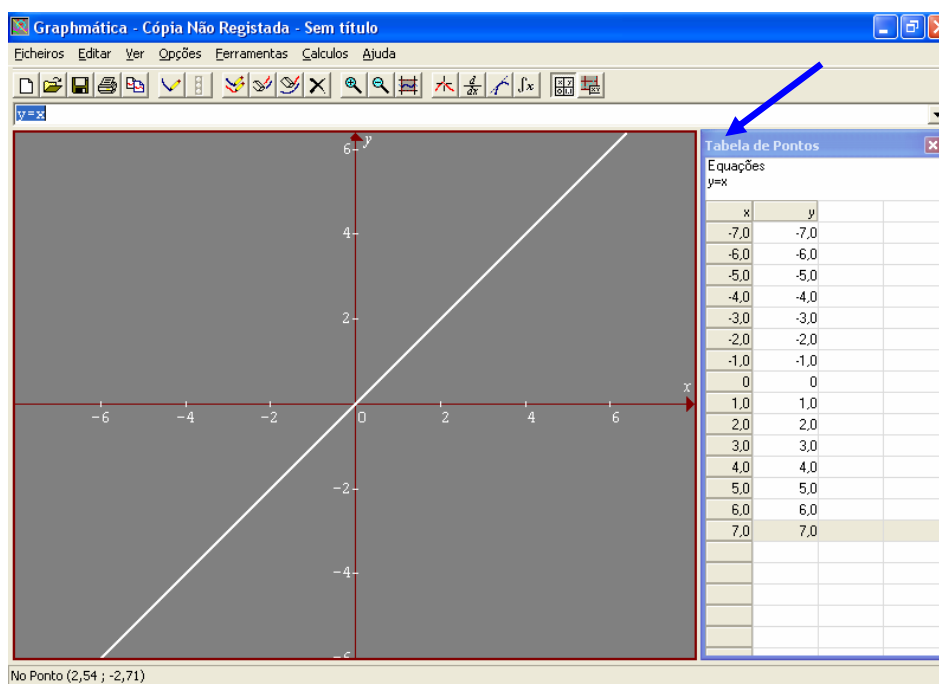 Graphmática - Cópia Não Registada - Sem título
Ficheiros Editar Ver Opções Ferramentas Calculos Ajuda
y=x
y
6
4
2
x
-6 -4 -2 0 2 4 6
-2
-4
-6
Tabela de Pontos
Equações
y=x
x y
-7,0 -7,0
-6,0 -6,0
-5,0 -5,0
-4,0 -4,0
-3,0 -3,0
-2,0 -2,0
-1,0 -1,0
0 0
1,0 1,0
2,0 2,0
3,0 3,0
4,0 4,0
5,0 5,0
6,0 6,0
7,0 7,0
No Ponto (2,54 ; -2,71)